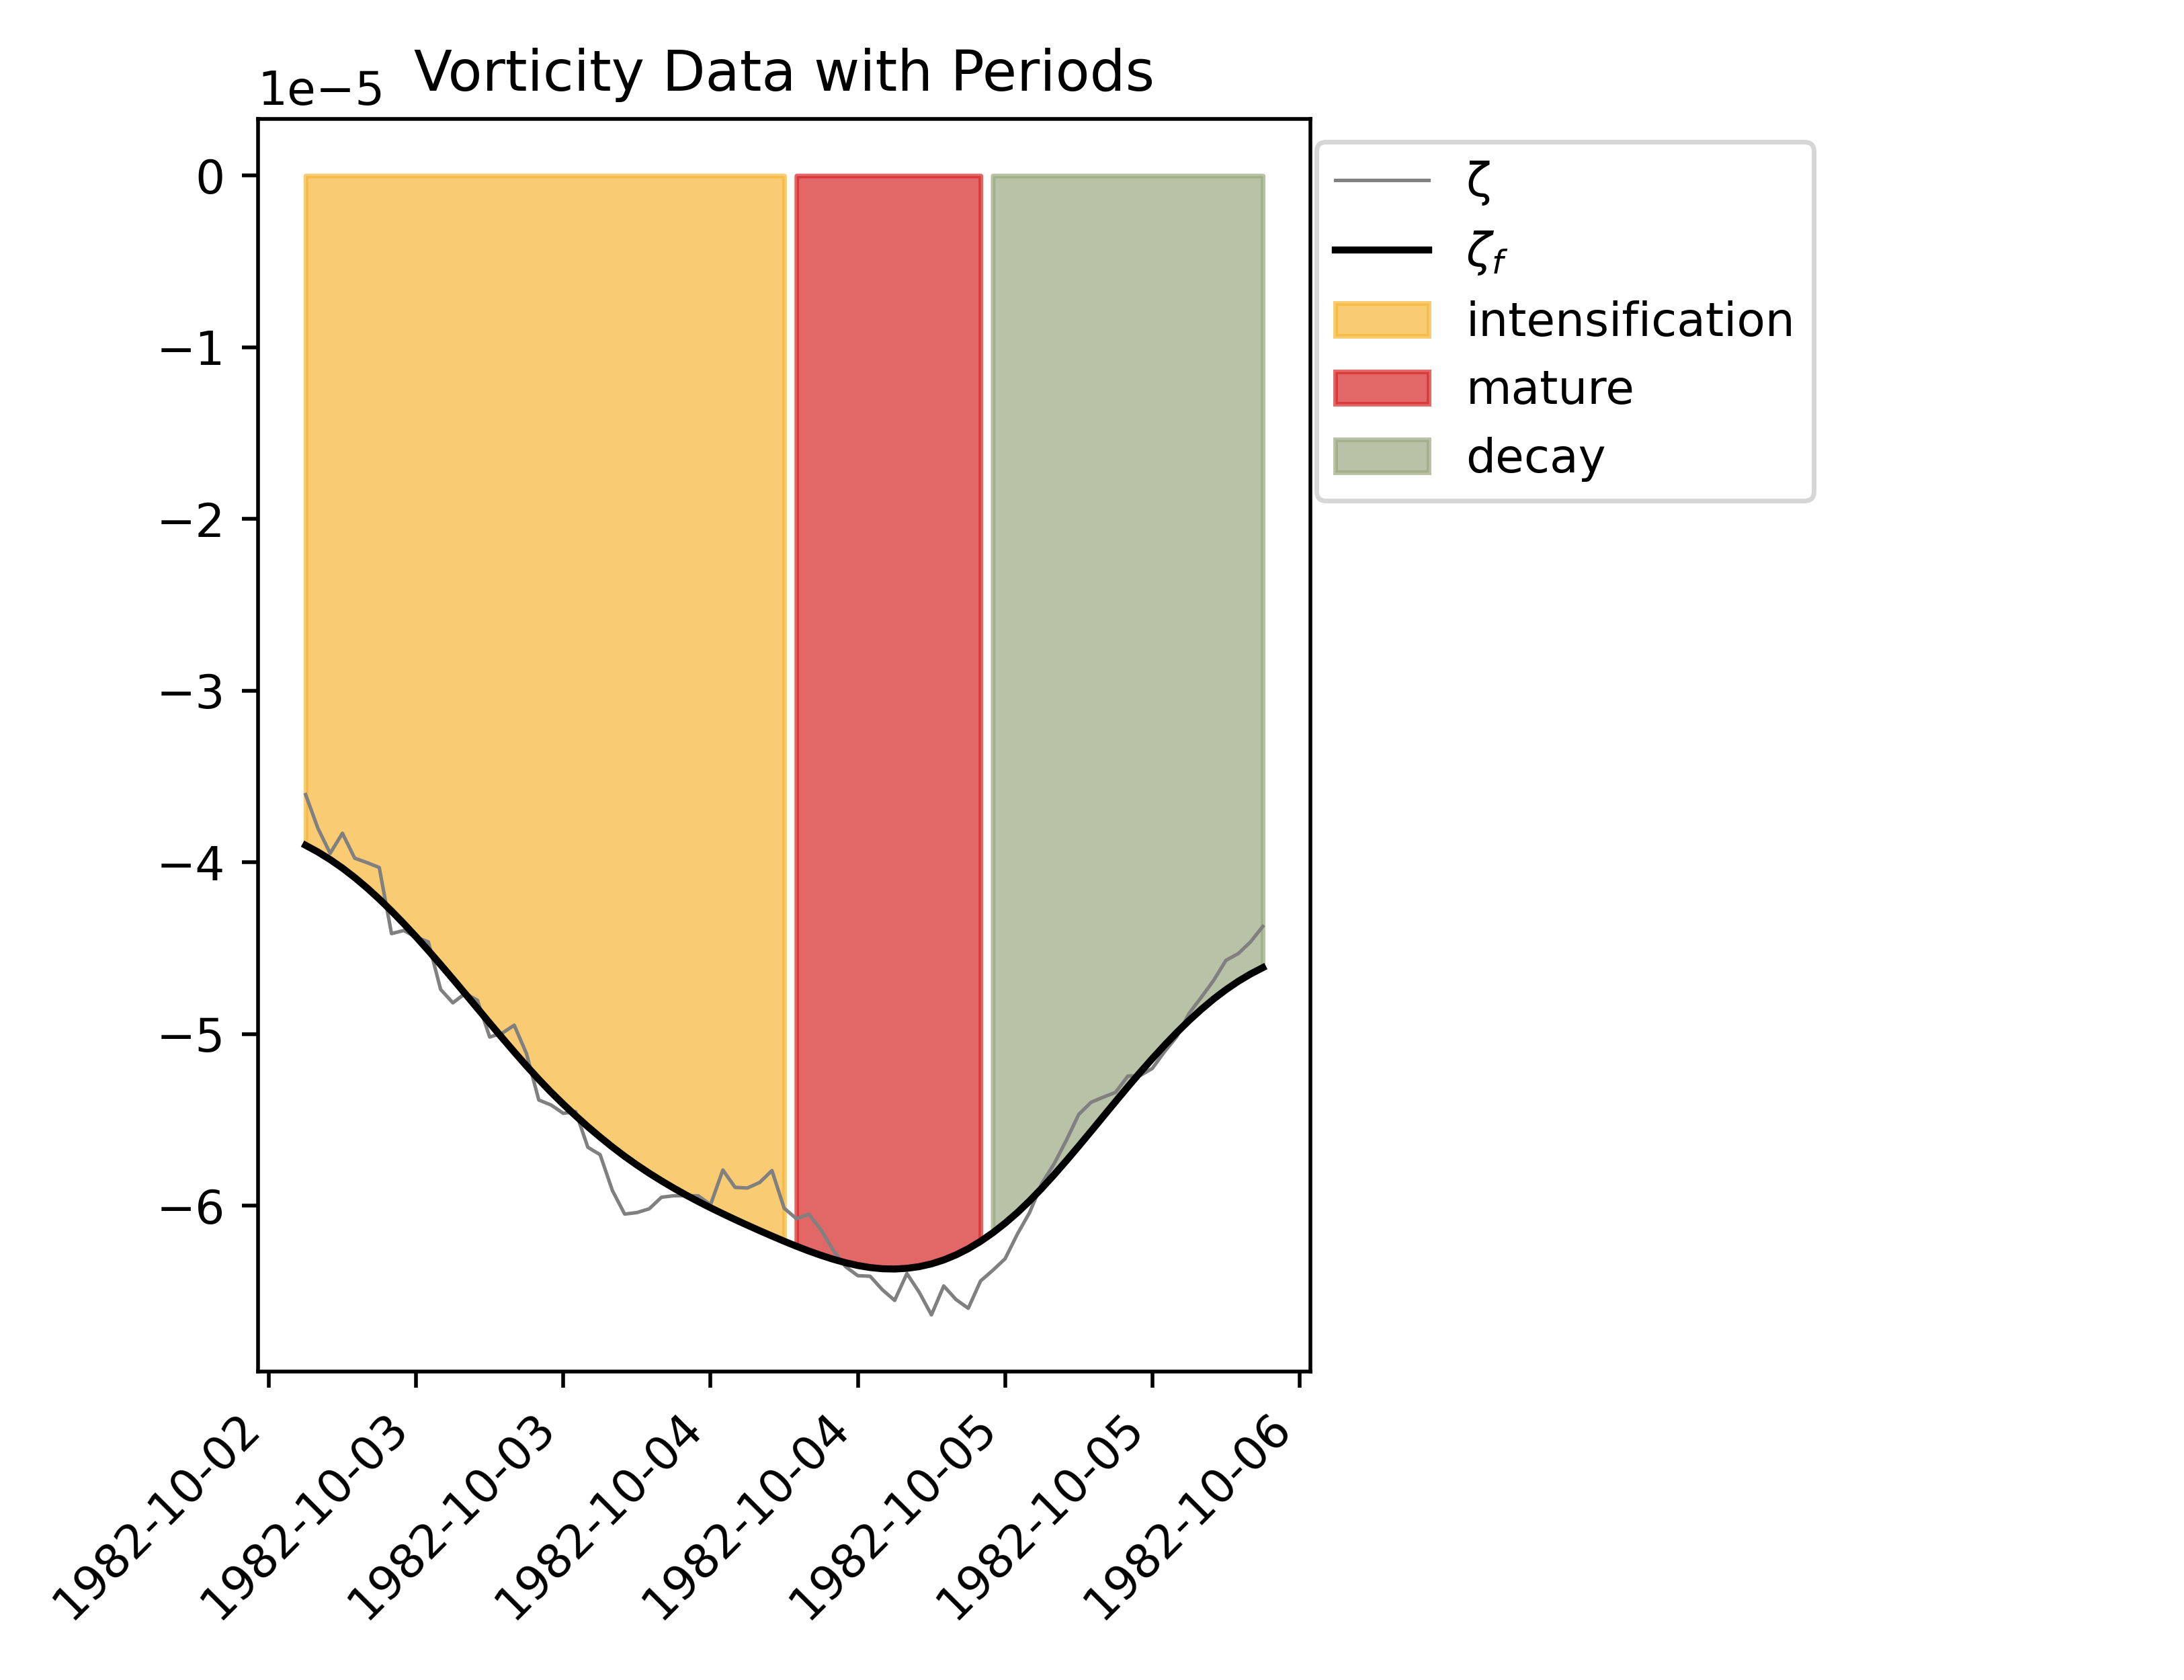 Vorticity Data with Periods
1e−5
0
−1
−2
−3
−4
−5
−6
1982-10-02
1982-10-03
1982-10-03
1982-10-04
1982-10-04
1982-10-05
1982-10-05
1982-10-06
ζ
ζf
intensification
mature
decay